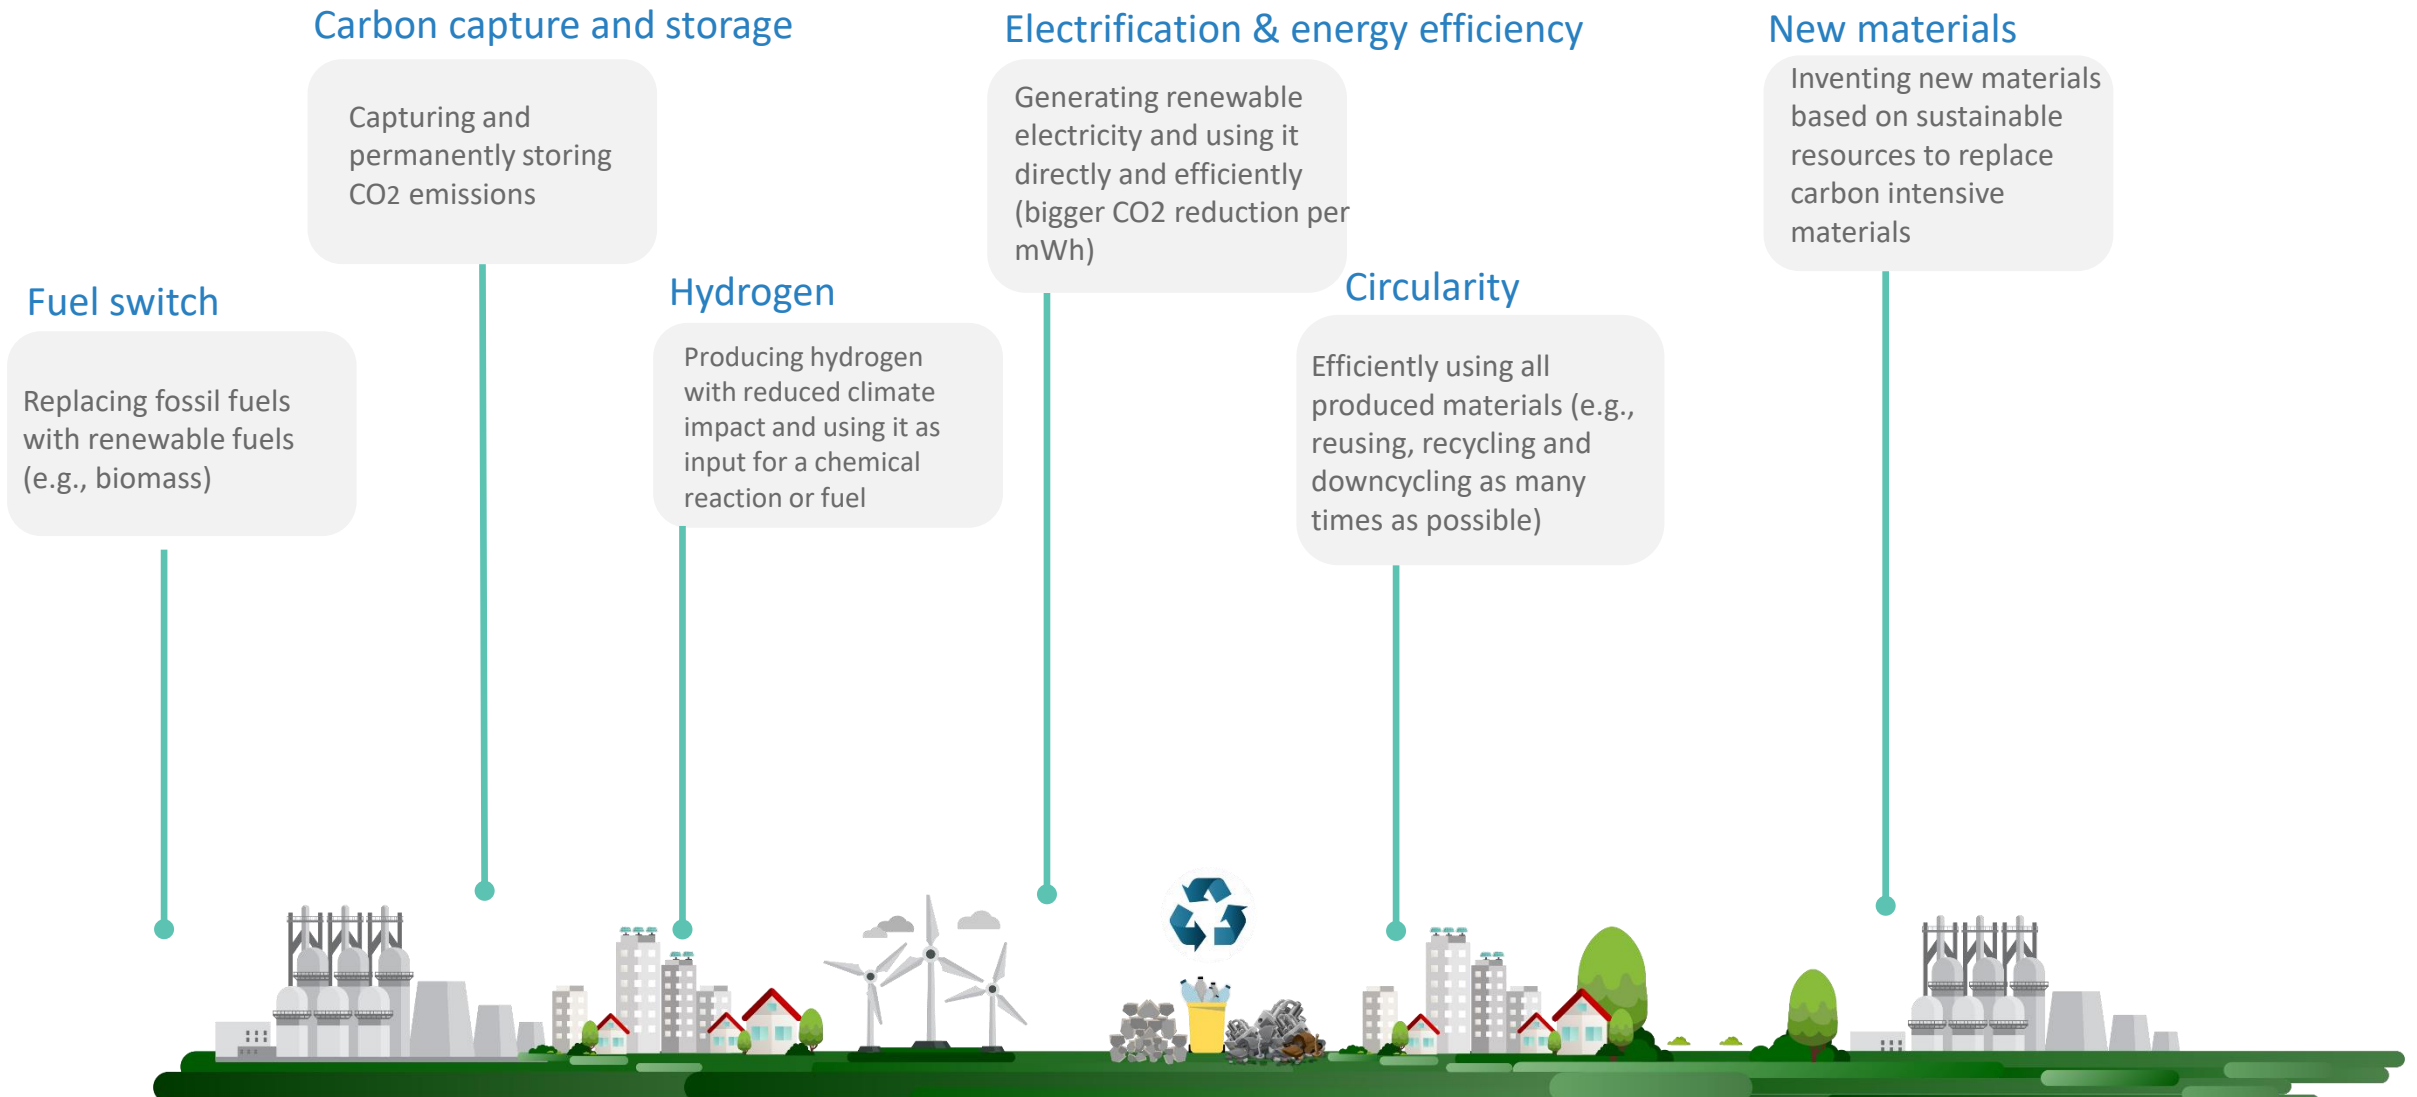 Carbon capture and storage
Capturing and
permanently storing
CO2 emissions
Electrification & energy efficiency
Generating renewable
electricity and using it
directly and efficiently
(bigger CO2 reduction per
mWh)
New materials
Inventing new materials
based on sustainable
resources to replace
carbon intensive
materials
Fuel switch
Replacing fossil fuels
with renewable fuels
(e.g., biomass)
Hydrogen
Producing hydrogen
with reduced climate
impact and using it as
input for a chemical
reaction or fuel
Circularity
Efficiently using all
produced materials (e.g.,
reusing, recycling and
downcycling as many
times as possible)